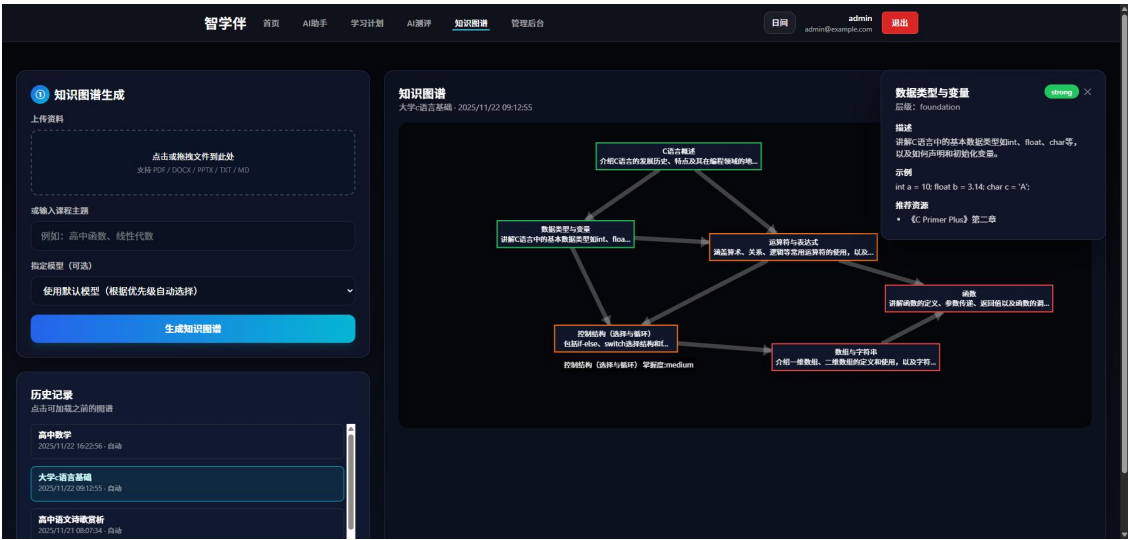 智学伴 首页 AI助手 学习计划 AI测评 知识图谱 管理后台 日间 admin 退出
admin@example.com
① 知识图谱生成
上传资料
点击或拖拽文件到此处
支持 PDF / DOCX / PPTX / TXT / MD
或输入课程主题
例如：高中函数、线性代数
指定模型（可选）
使用默认模型（根据优先级自动选择）
生成知识图谱
历史记录
点击可加载之前的图谱
高中数学
2025/11/22 16:22:56 · 自动
大学c语言基础
2025/11/22 09:12:55 · 自动
高中语文诗歌赏析
2025/11/21 08:07:34 · 自动
知识图谱
大学c语言基础 · 2025/11/22 09:12:55
C语言概述
介绍C语言的发展历史、特点及其在编程领域的地...
数据类型与变量
讲解C语言中的基本数据类型如int、floa...
运算符与表达式
涵盖算术、关系、逻辑等常用运算符的使用，以及...
函数
讲解函数的定义、参数传递、返回值以及函数的调...
控制结构（选择与循环）
包括if-else、switch选择结构和f...
控制结构（选择与循环） 掌握度:medium
数组与字符串
介绍一维数组、二维数组的定义和使用，以及字符...
数据类型与变量 strong ×
层级：foundation
描述
讲解C语言中的基本数据类型如int、float、char等，
以及如何声明和初始化变量。
示例
int a = 10; float b = 3.14; char c = 'A';
推荐资源
• 《C Primer Plus》第二章